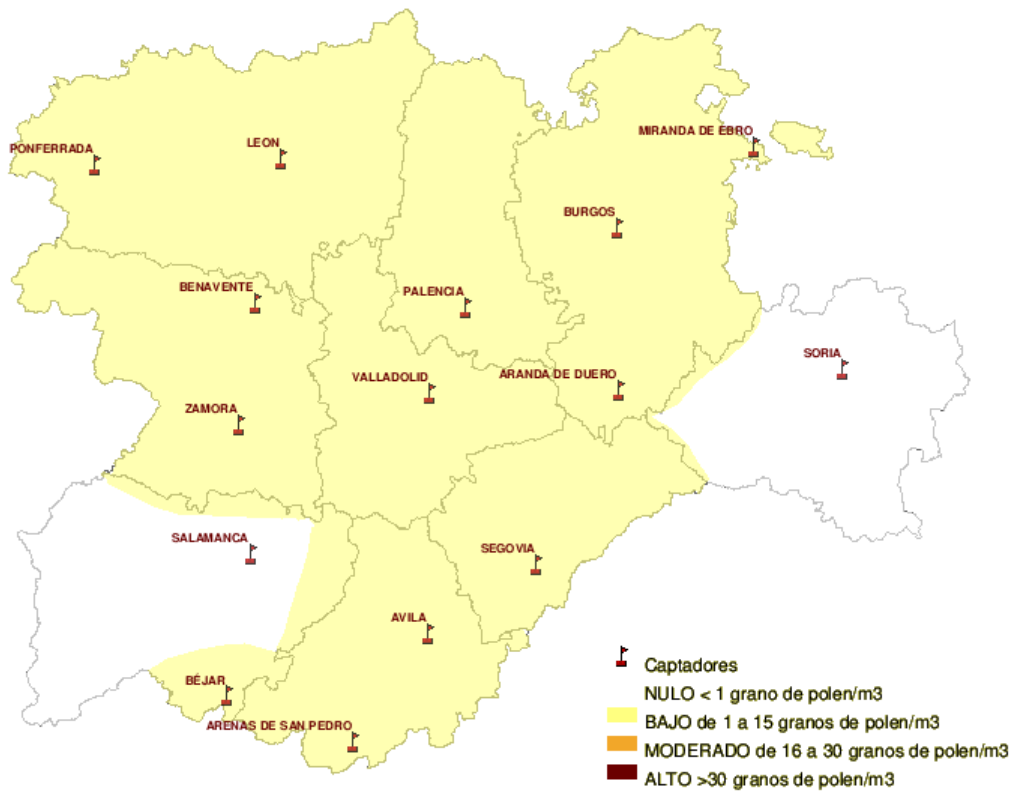 MIRANDA DE EBRO
PONFERRADA
LEON
BURGOS
BENAVENTE
PALENCIA
SORIA
VALLADOLID
ARANDA DE DUERO
ZAMORA
SALAMANCA
SEGOVIA
AVILA
BÉJAR
ARENAS DE SAN PEDRO
Captadores
NULO < 1 grano de polen/m3
BAJO de 1 a 15 granos de polen/m3
MODERADO de 16 a 30 granos de polen/m3
ALTO >30 granos de polen/m3